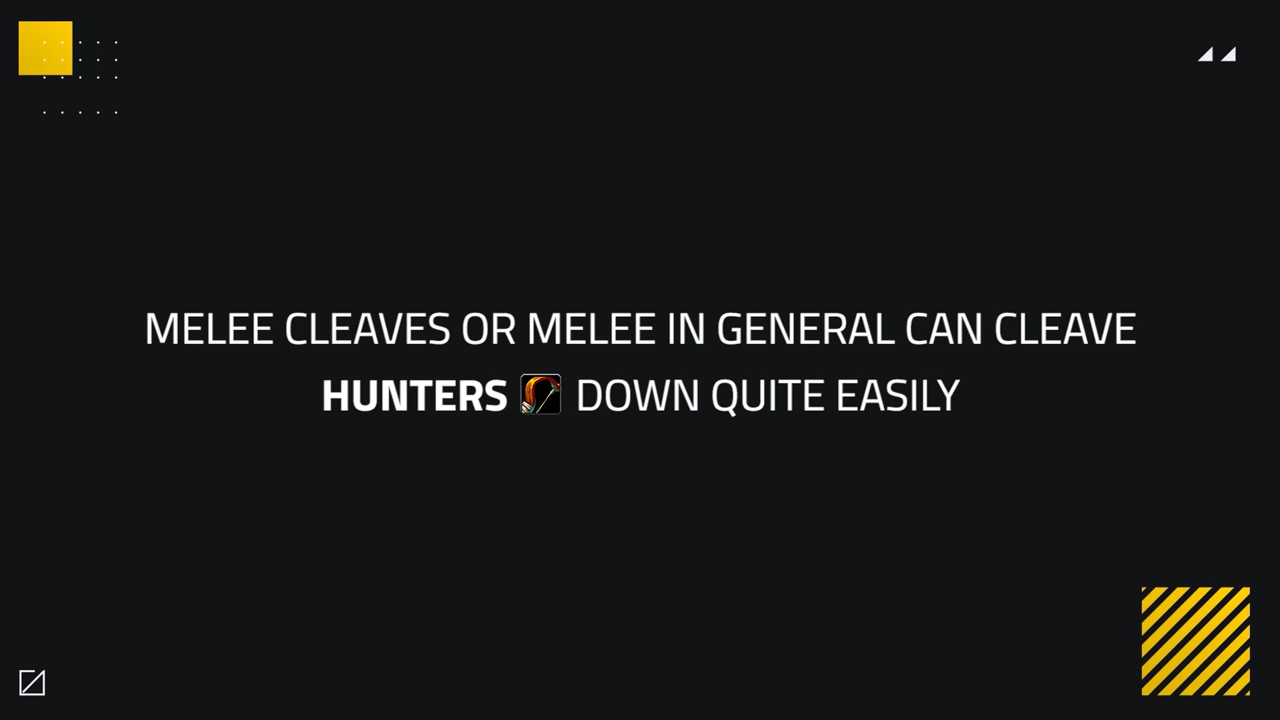 MELEE CLEAVES OR MELEE IN GENERAL CAN CLEAVE
HUNTERS DOWN QUITE EASILY